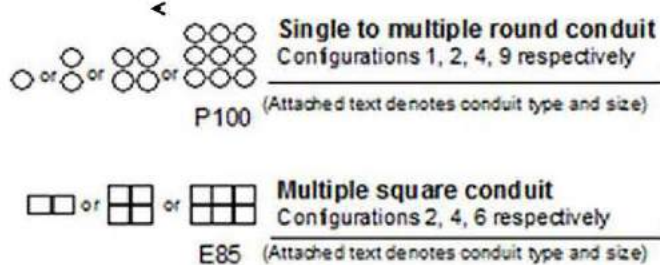 Single to multiple round conduit
or or or Configurations 1, 2, 4, 9 respectively
P100 (Attached text denotes conduit type and size)
Multiple square conduit
or or Configurations 2, 4, 6 respectively
E85 (Attached text denotes conduit type and size)